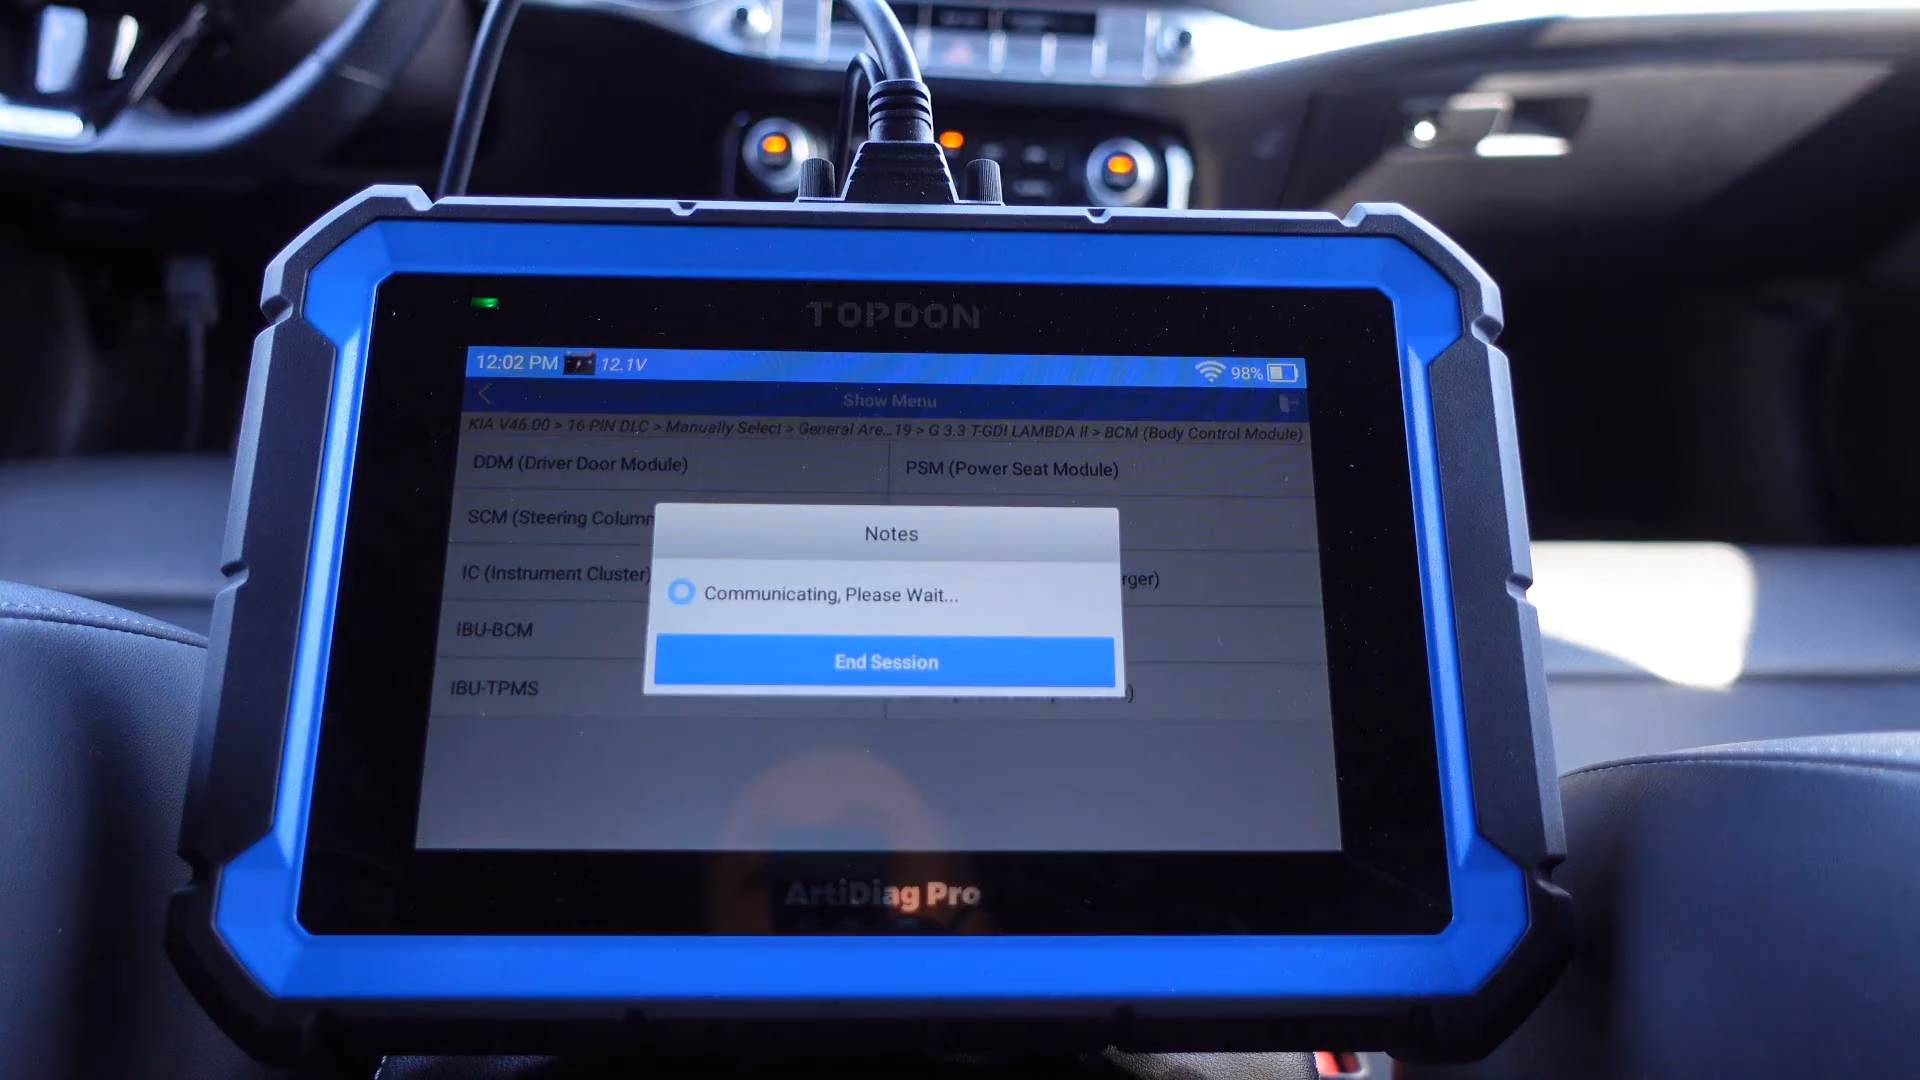 TOPDON
12:02 PM 12.1V 98%
Show Menu
KIA V46.00 > 16 PIN DLC > Manually Select > General Are...19 > G 3.3 T-GDI LAMBDA II > BCM (Body Control Module)
DDM (Driver Door Module) PSM (Power Seat Module)
SCM (Steering Column
Notes
IC (Instrument Cluster) rger)
Communicating, Please Wait...
IBU-BCM
End Session
IBU-TPMS
ArtiDiag Pro